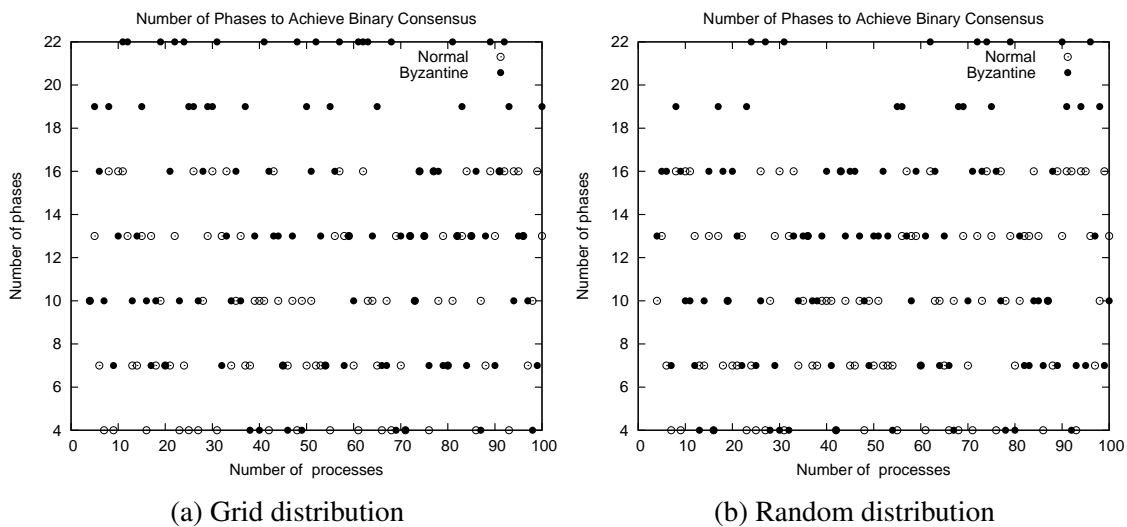 Number of Phases to Achieve Binary Consensus
22
20
18
16
14
12
10
8
6
4
0 10 20 30 40 50 60 70 80 90 100
Number of phases
Number of processes
Normal
Byzantine
(a) Grid distribution
Number of Phases to Achieve Binary Consensus
22
20
18
16
14
12
10
8
6
4
0 10 20 30 40 50 60 70 80 90 100
Number of phases
Number of processes
Normal
Byzantine
(b) Random distribution